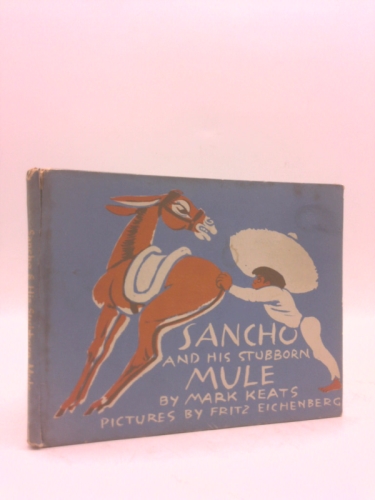 SANCHO
AND HIS STUBBORN
MULE
BY MARK KEATS
PICTURES BY FRITZ EICHENBERG